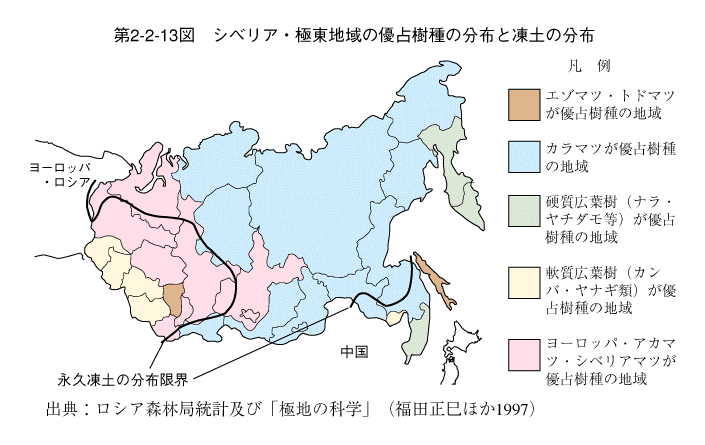 第2-2-13図　シベリア・極東地域の優占樹種の分布と凍土の分布
凡　例
エゾマツ・トドマツ
が優占樹種の地域
カラマツが優占樹種
の地域
硬質広葉樹（ナラ・
ヤチダモ等）が優占
樹種の地域
軟質広葉樹（カン
バ・ヤナギ類）が優
占樹種の地域
ヨーロッパ・アカマ
ツ・シベリアマツが
優占樹種の地域
ヨーロッパ
・ロシア
中国
永久凍土の分布限界
出典：ロシア森林局統計及び「極地の科学」（福田正巳ほか1997）